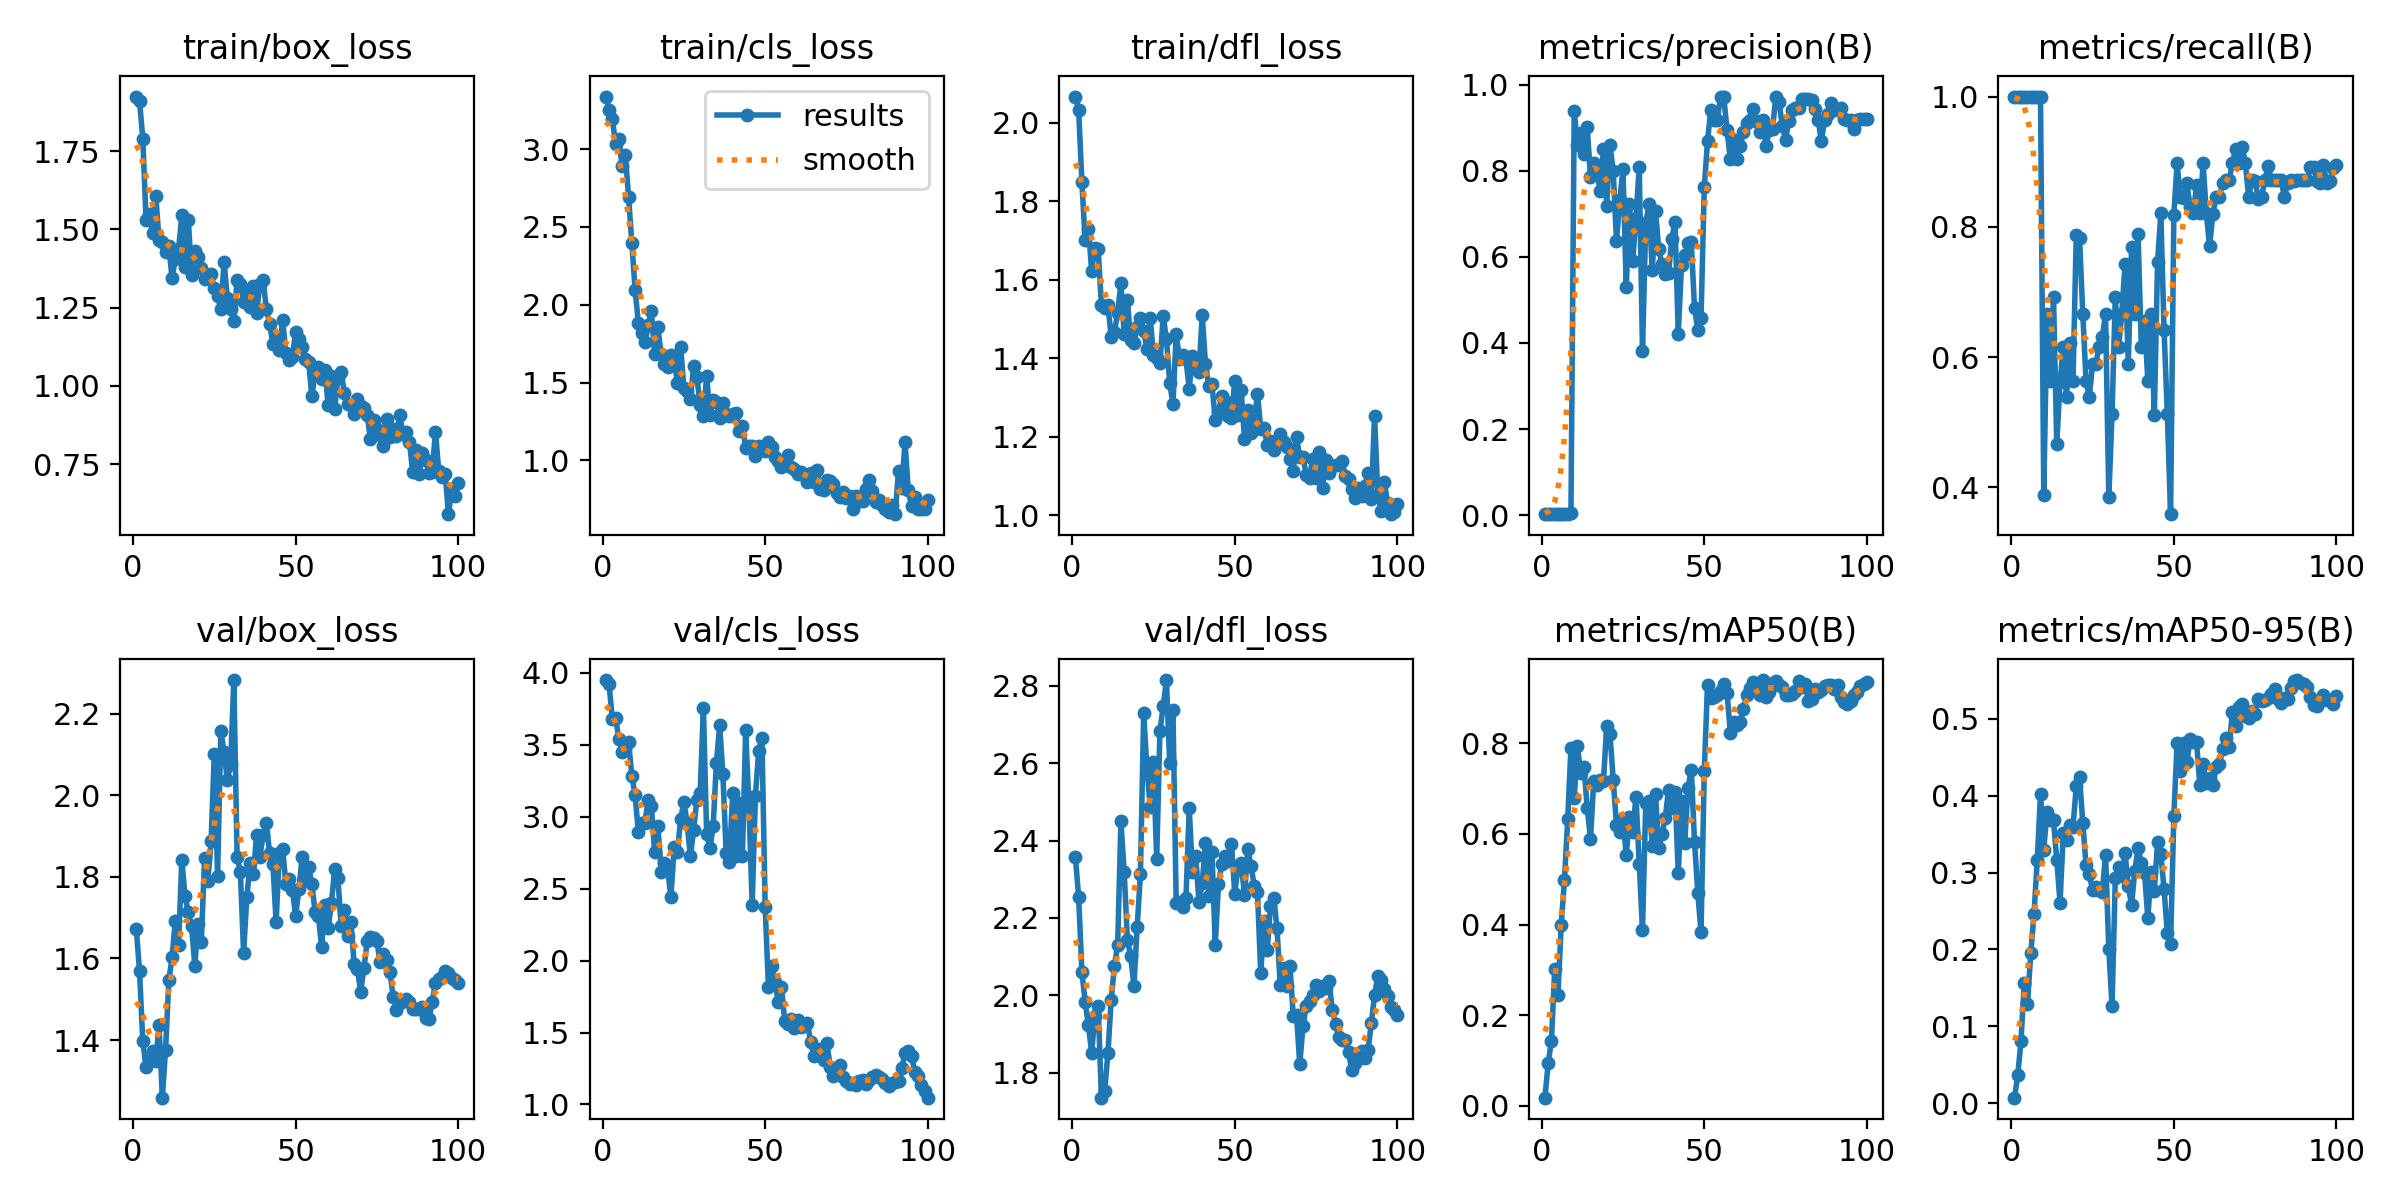 train/box_loss
1.75
1.50
1.25
1.00
0.75
0 50 100
train/cls_loss
results
smooth
3.0
2.5
2.0
1.5
1.0
0 50 100
train/dfl_loss
2.0
1.8
1.6
1.4
1.2
1.0
0 50 100
metrics/precision(B)
1.0
0.8
0.6
0.4
0.2
0.0
0 50 100
metrics/recall(B)
1.0
0.8
0.6
0.4
0 50 100
val/box_loss
2.2
2.0
1.8
1.6
1.4
0 50 100
val/cls_loss
4.0
3.5
3.0
2.5
2.0
1.5
1.0
0 50 100
val/dfl_loss
2.8
2.6
2.4
2.2
2.0
1.8
0 50 100
metrics/mAP50(B)
0.8
0.6
0.4
0.2
0.0
0 50 100
metrics/mAP50-95(B)
0.5
0.4
0.3
0.2
0.1
0.0
0 50 100